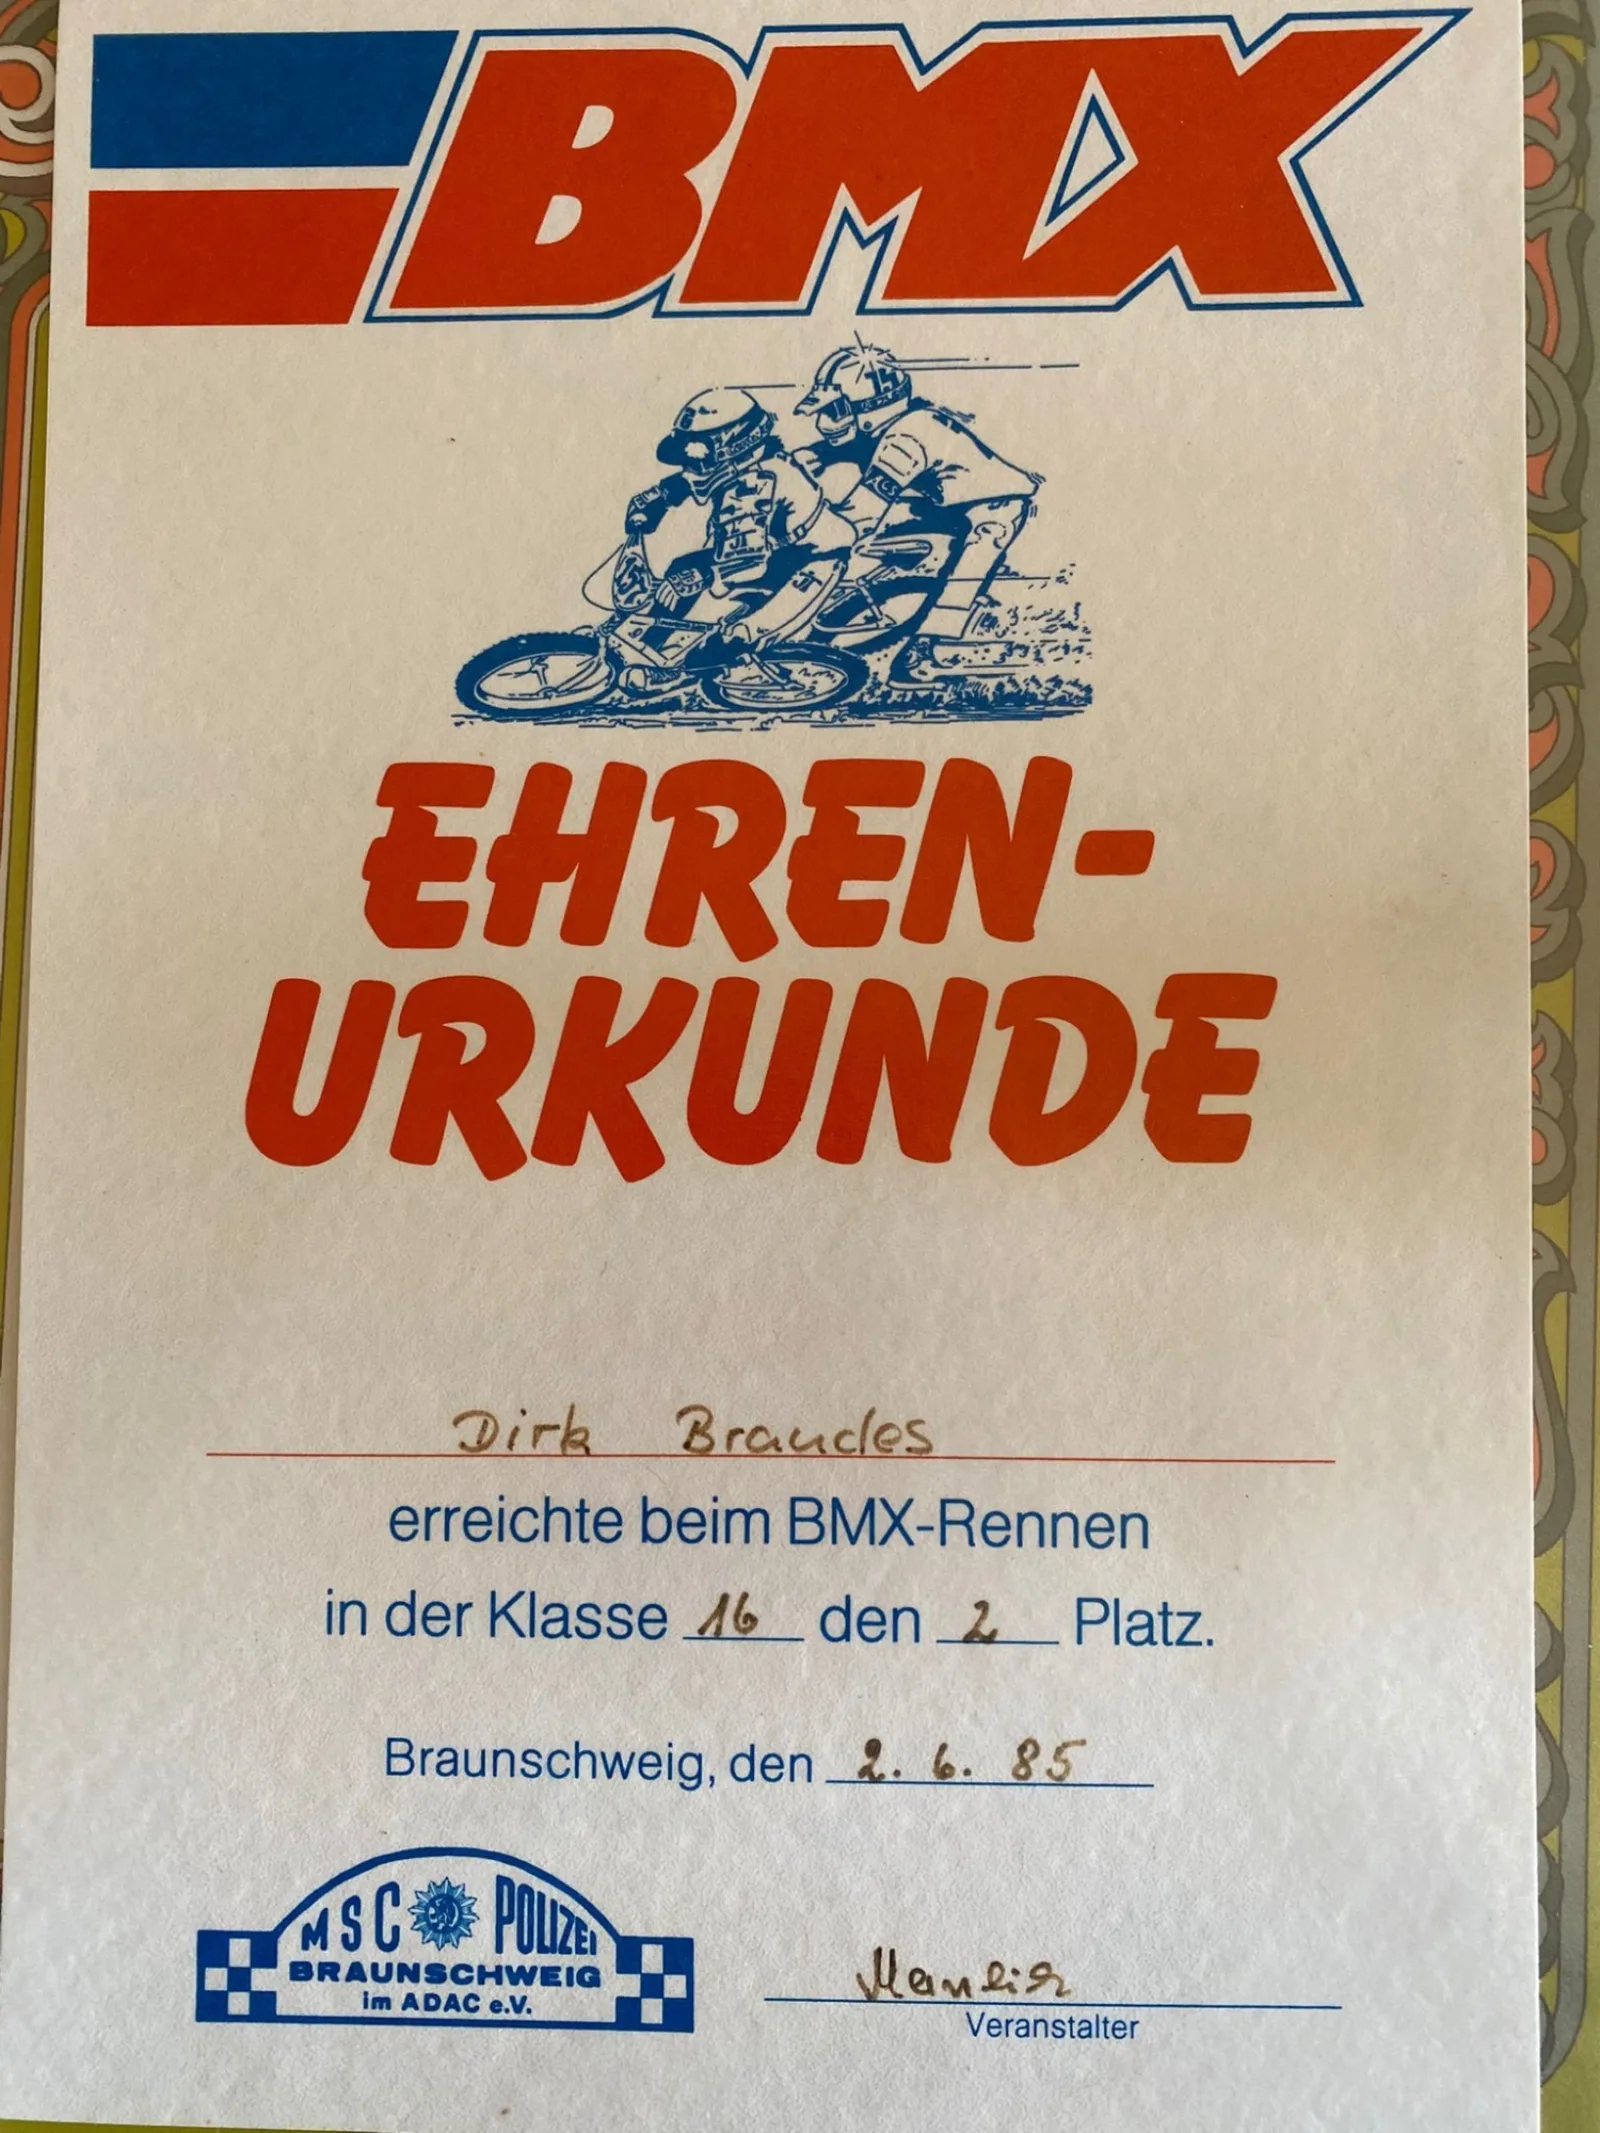 BMX
EHREN-
URKUNDE
Dirk Brandes
erreichte beim BMX-Rennen
in der Klasse 16 den 2 Platz.
Braunschweig, den 2. 6. 85
MSC POLIZEI
BRAUNSCHWEIG
im ADAC e.V.
Veranstalter